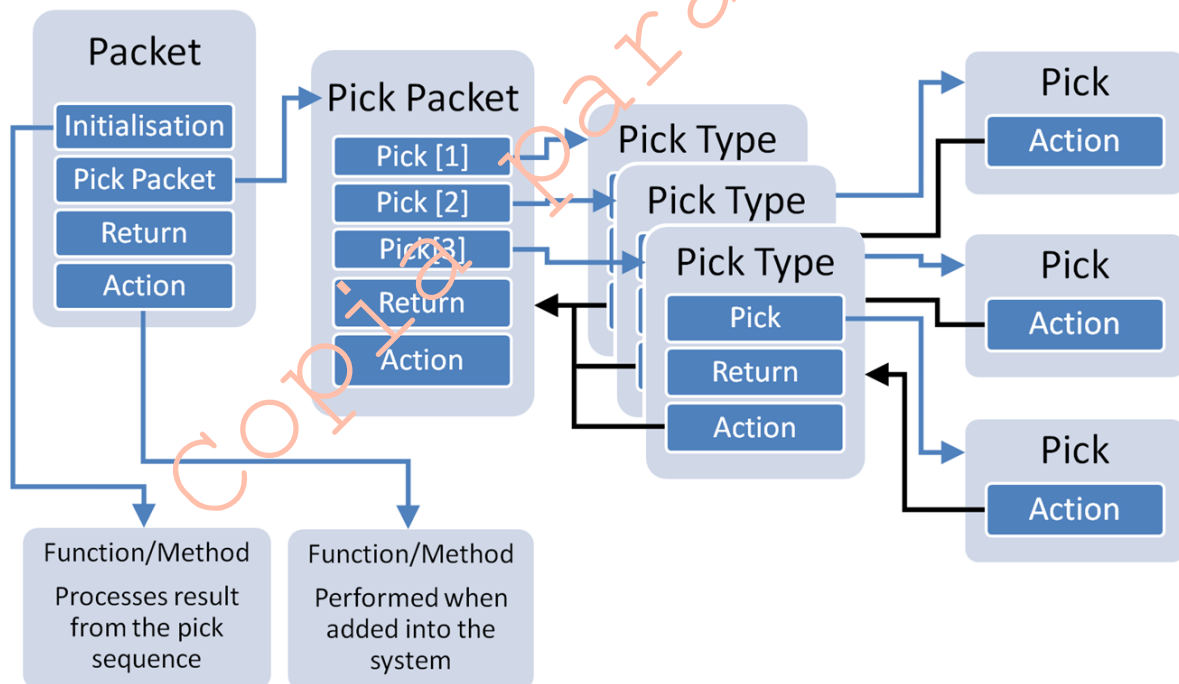 Packet
Initialisation
Pick Packet
Return
Action
Pick Packet
Pick [1]
Pick [2]
Pick[3]
Return
Action
Pick Type
Pick Type
Pick Type
Pick
Return
Action
Pick
Action
Pick
Action
Pick
Action
Function/Method
Processes result
from the pick
sequence
Function/Method
Performed when
added into the
system
Copia para